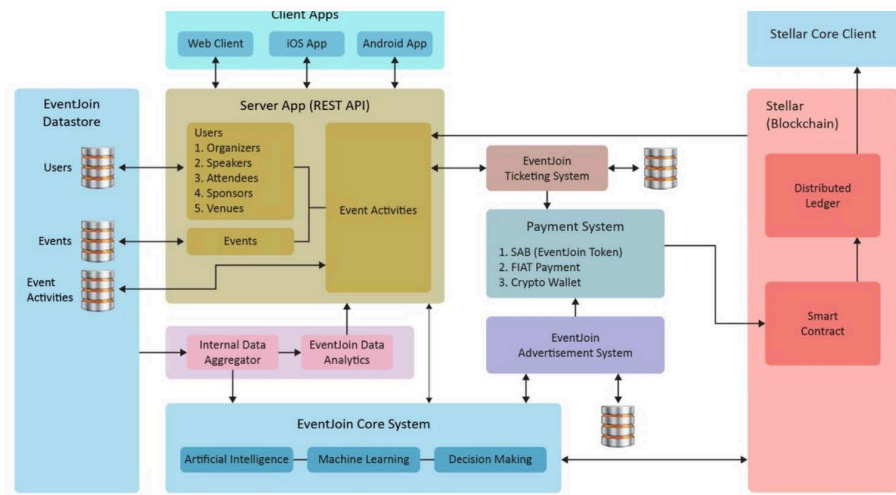 Client Apps
Web Client
iOS App
Android App
Stellar Core Client
EventJoin
Datastore
Users
Events
Event
Activities
Server App (REST API)
Users
1. Organizers
2. Speakers
3. Attendees
4. Sponsors
5. Venues
Events
Event Activities
EventJoin
Ticketing System
Payment System
1. SAB (EventJoin Token)
2. FIAT Payment
3. Crypto Wallet
EventJoin
Advertisement System
Stellar
(Blockchain)
Distributed
Ledger
Smart
Contract
Internal Data
Aggregator
EventJoin Data
Analytics
EventJoin Core System
Artificial Intelligence
Machine Learning
Decision Making